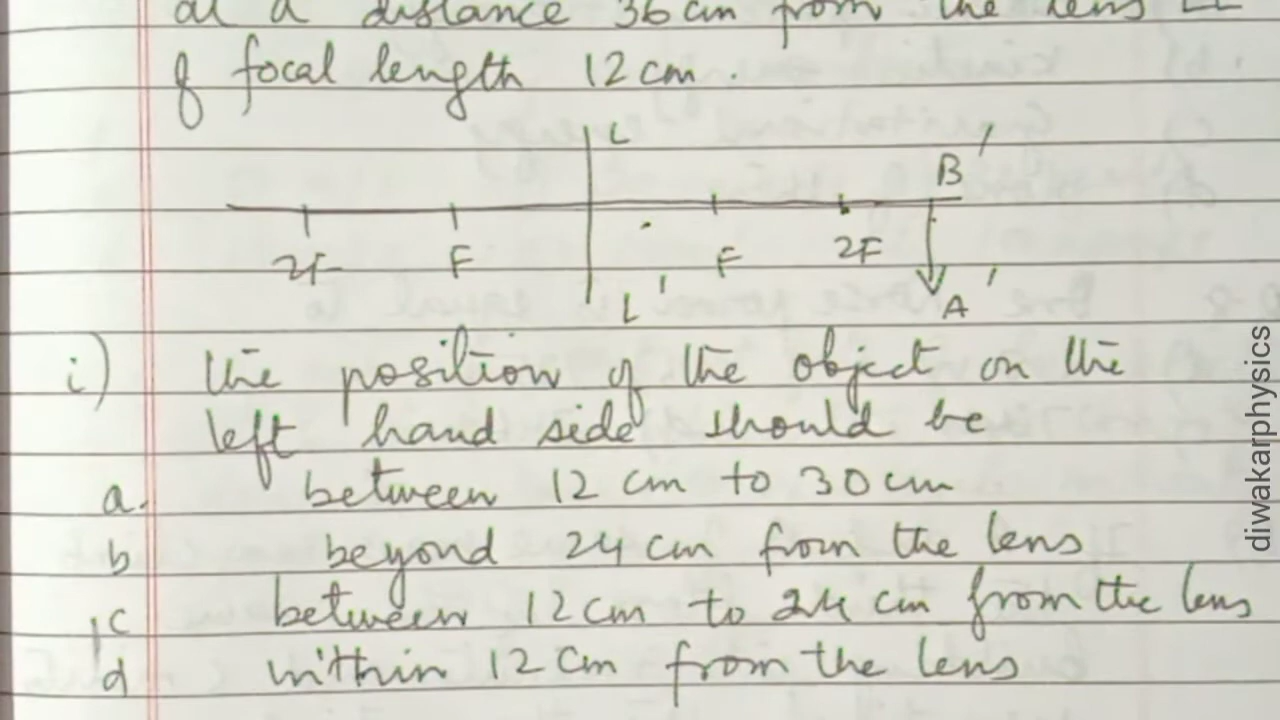 at a distance 36 cm from the lens LL
of focal length 12 cm.
L
B'
2F F F 2F
L' A'
i) the position of the object on the
left hand side should be
a. between 12 cm to 30 cm
b beyond 24 cm from the lens
c between 12 cm to 24 cm from the lens
d within 12 cm from the lens
diwakarphysics